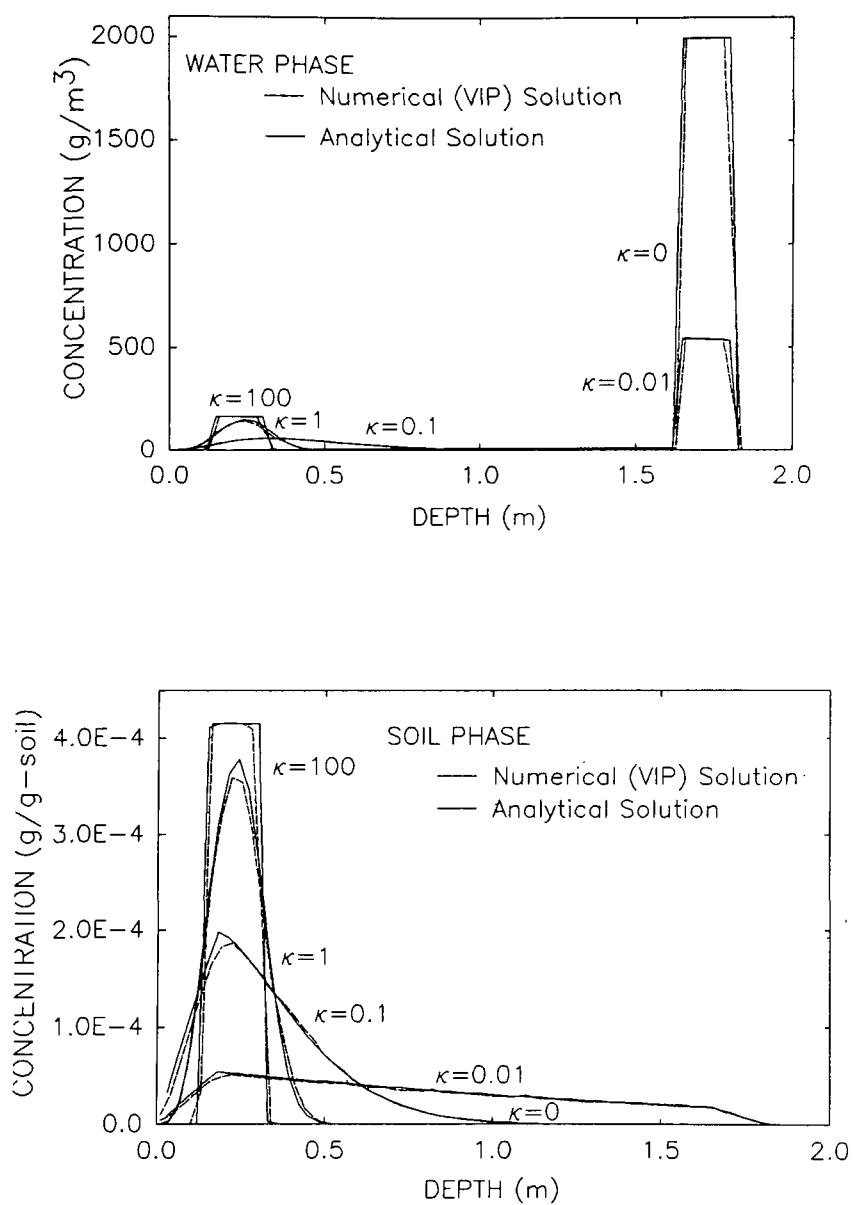 2000
1500
1000
500
0
CONCENTRATION (g/m³)
WATER PHASE
Numerical (VIP) Solution
Analytical Solution
κ=0
κ=0.01
κ=100
κ=1
κ=0.1
0.0 0.5 1.0 1.5 2.0
DEPTH (m)
4.0E-4
3.0E-4
2.0E-4
1.0E-4
0.0
CONCENTRATION (g/g-soil)
SOIL PHASE
Numerical (VIP) Solution
Analytical Solution
κ=100
κ=1
κ=0.1
κ=0.01
κ=0
0.0 0.5 1.0 1.5 2.0
DEPTH (m)